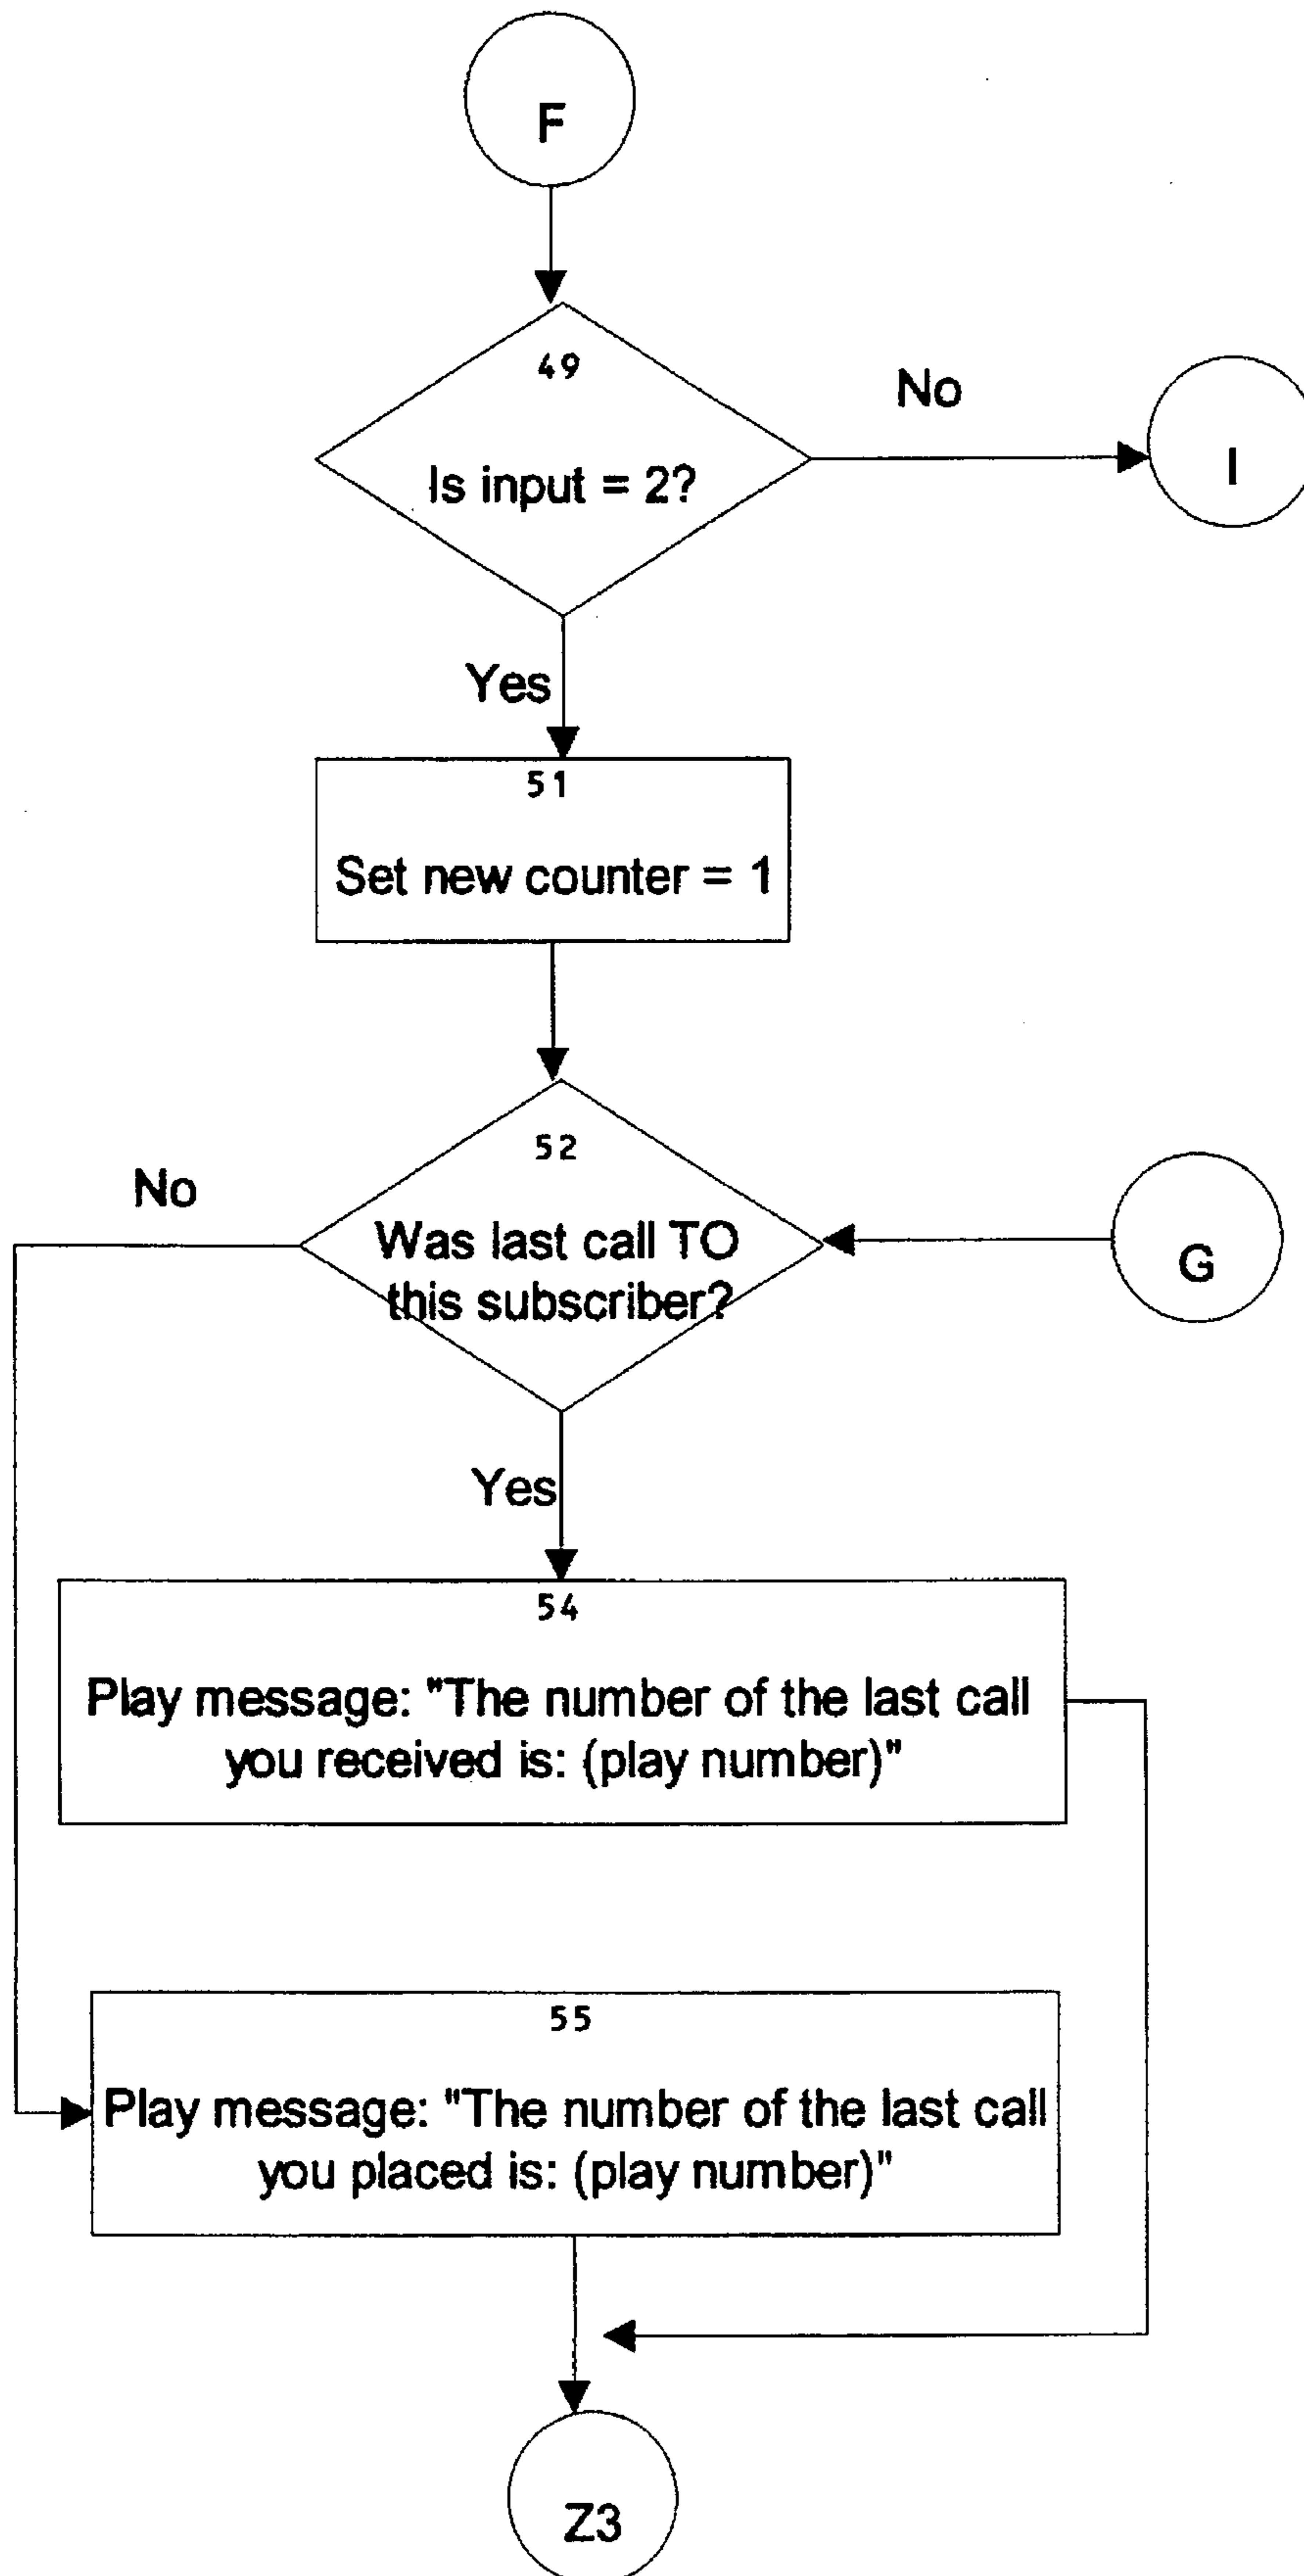 F
49
Is input = 2?
No
I
Yes
51
Set new counter = 1
52
Was last call TO
this subscriber?
No
G
Yes
54
Play message: "The number of the last call
you received is: (play number)"
55
Play message: "The number of the last call
you placed is: (play number)"
Z3